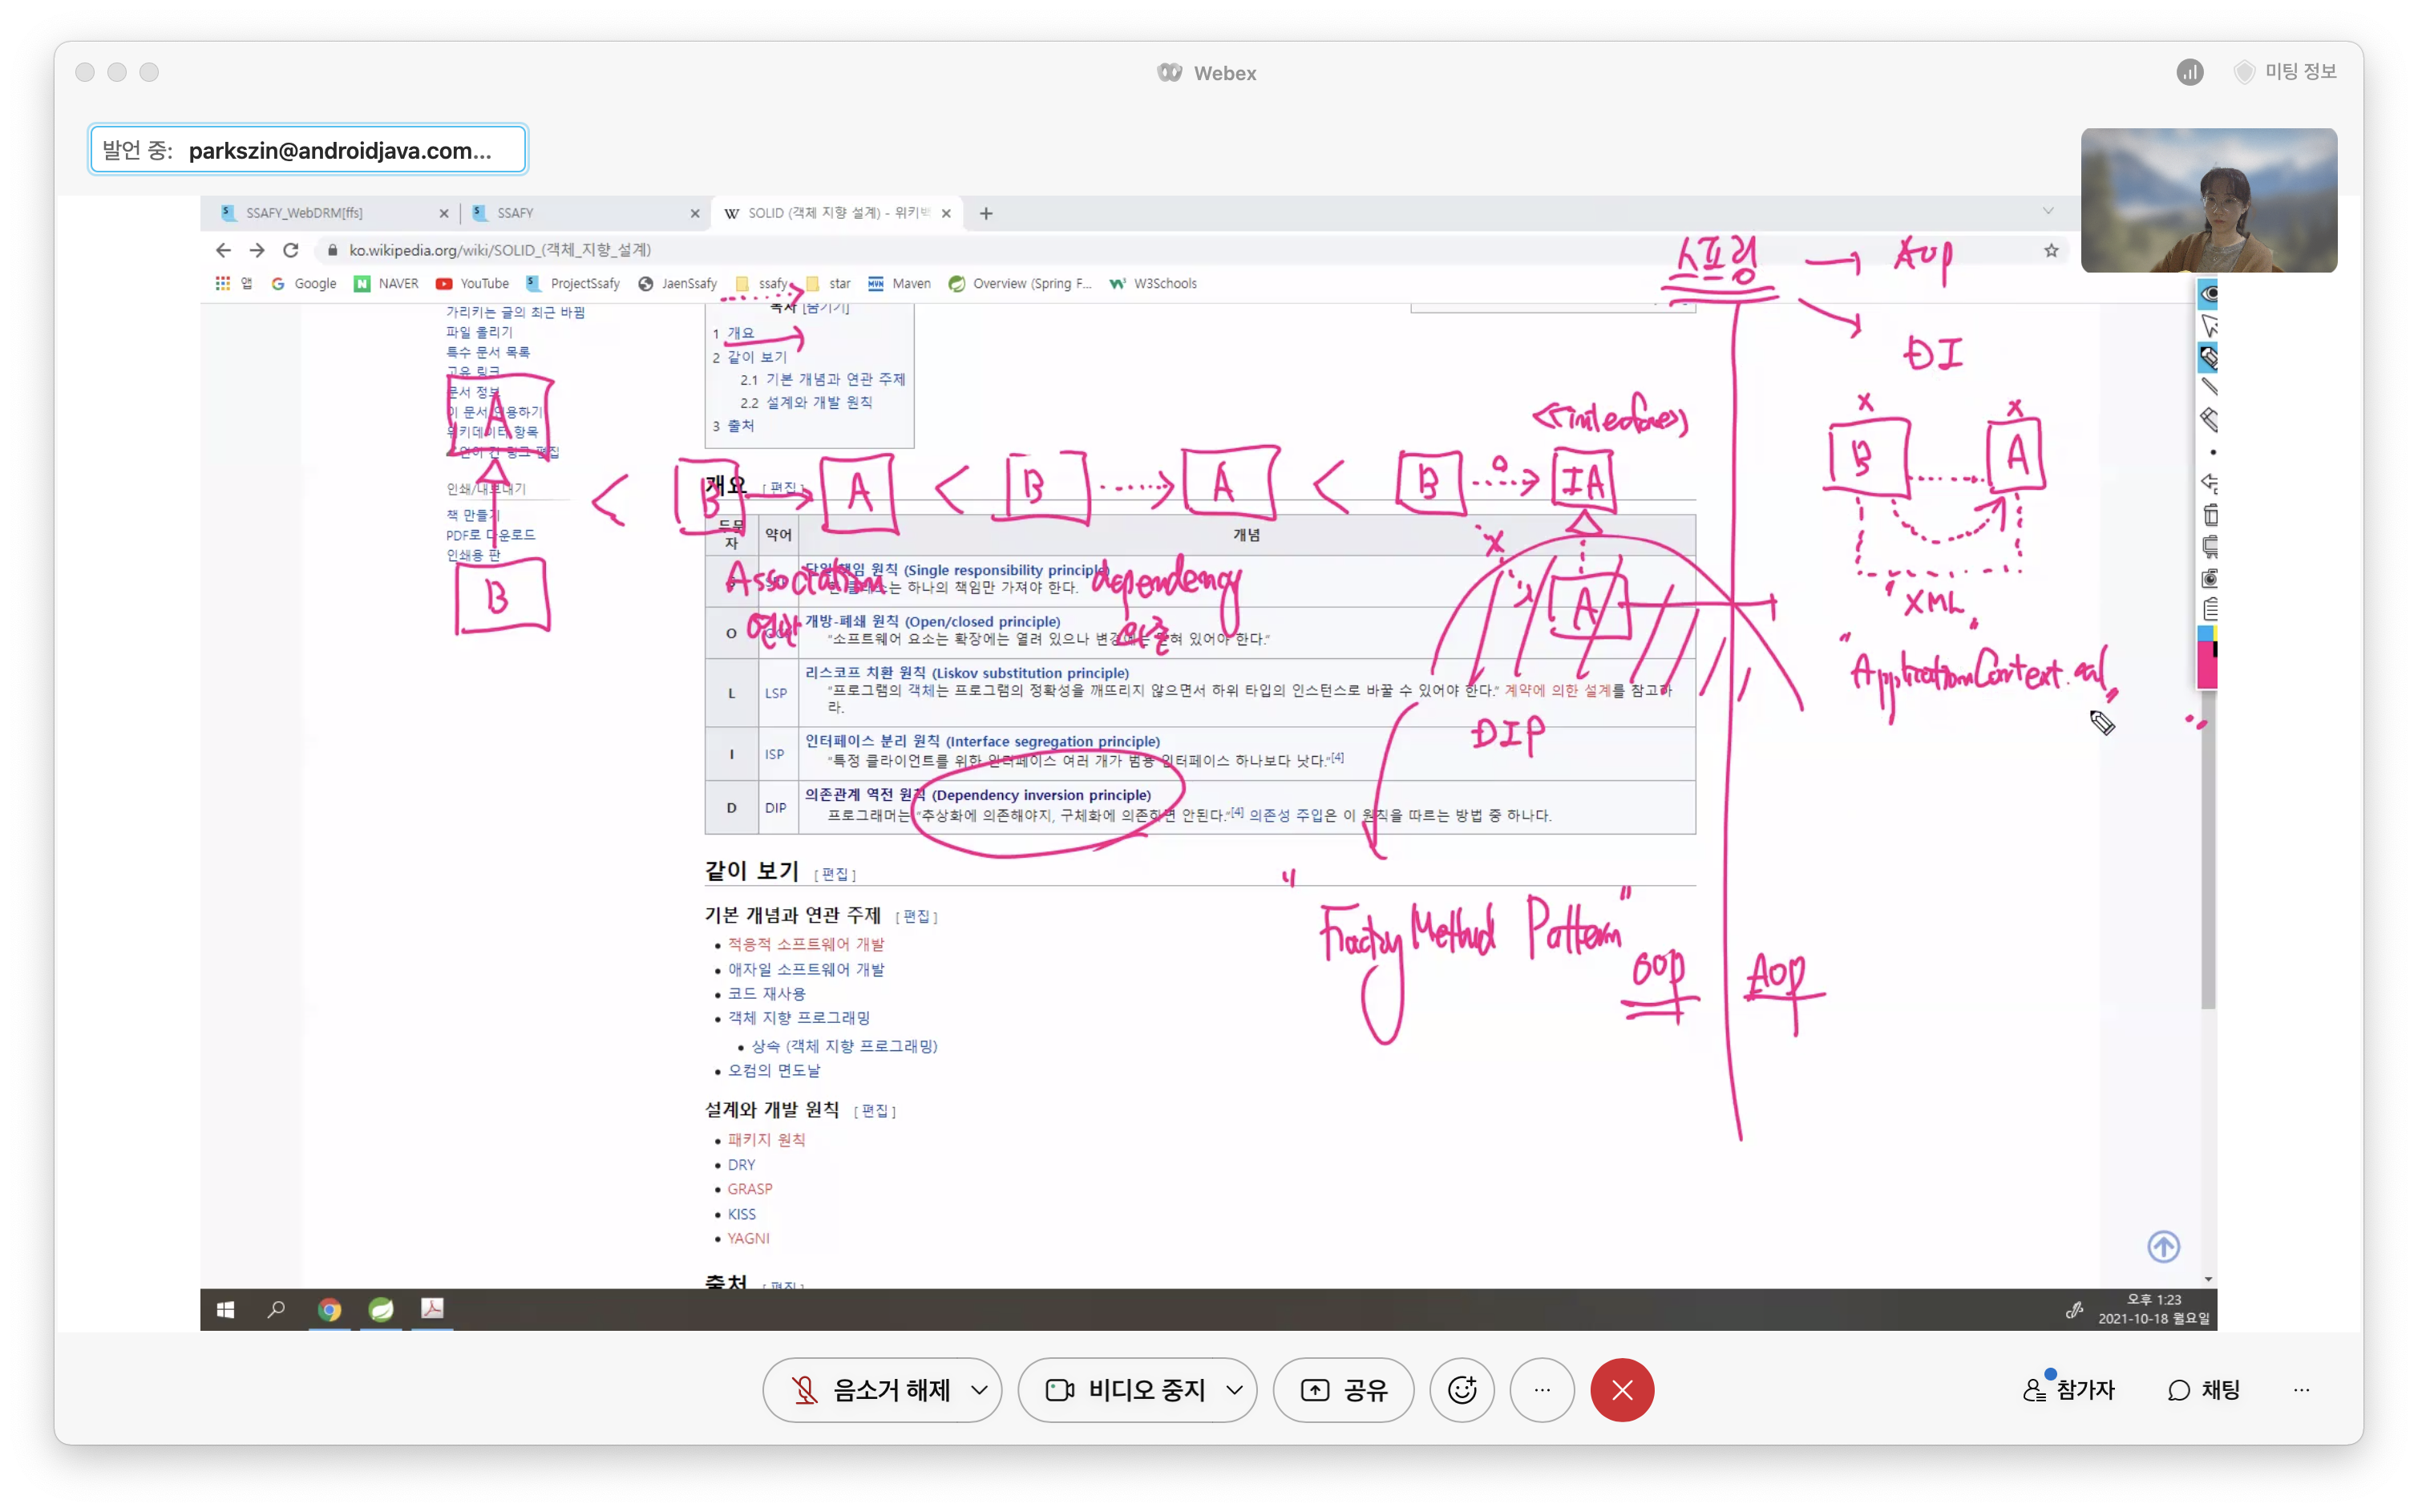 Webex
미팅 정보
발언 중: parkszin@androidjava.com...
SSAFY_WebDRM[ffs]
SSAFY
SOLID (객체 지향 설계) - 위키백
ko.wikipedia.org/wiki/SOLID_(객체_지향_설계)
앱 Google NAVER YouTube ProjectSsafy JaenSsafy ssafy star Maven Overview (Spring F... W3Schools
스프링 → AOP
DI
가리키는 글의 최근 바뀜
파일 올리기
특수 문서 목록
고유 링크
문서 정보
이 문서 인용하기
위키데이터 항목
인쇄/내보내기
책 만들기
PDF로 다운로드
인쇄용 판
A
B
목차 [숨기기]
1 개요
2 같이 보기
2.1 기본 개념과 연관 주제
2.2 설계와 개발 원칙
3 출처
<interface>
B A < B A < B IA
A
x x
B A
"XML"
"ApplicationContext.xml"
개요 [편집]
두문자 약어 개념
Association
연관
dependency
의존
단일 책임 원칙 (Single responsibility principle)
한 클래스는 하나의 책임만 가져야 한다.
O
개방-폐쇄 원칙 (Open/closed principle)
“소프트웨어 요소는 확장에는 열려 있으나 변경에는 닫혀 있어야 한다.”
L LSP
리스코프 치환 원칙 (Liskov substitution principle)
“프로그램의 객체는 프로그램의 정확성을 깨뜨리지 않으면서 하위 타입의 인스턴스로 바꿀 수 있어야 한다.” 계약에 의한 설계를 참고하
라.
DIP
I ISP
인터페이스 분리 원칙 (Interface segregation principle)
“특정 클라이언트를 위한 인터페이스 여러 개가 범용 인터페이스 하나보다 낫다.”[4]
D DIP
의존관계 역전 원칙 (Dependency inversion principle)
프로그래머는 “추상화에 의존해야지, 구체화에 의존하면 안된다.”[4] 의존성 주입은 이 원칙을 따르는 방법 중 하나다.
"Factory Method Pattern"
OOP AOP
같이 보기 [편집]
기본 개념과 연관 주제 [편집]
적응적 소프트웨어 개발
애자일 소프트웨어 개발
코드 재사용
객체 지향 프로그래밍
상속 (객체 지향 프로그래밍)
오컴의 면도날
설계와 개발 원칙 [편집]
패키지 원칙
DRY
GRASP
KISS
YAGNI
출처 [편집]
오후 1:23
2021-10-18 월요일
음소거 해제
비디오 중지
공유
참가자
채팅